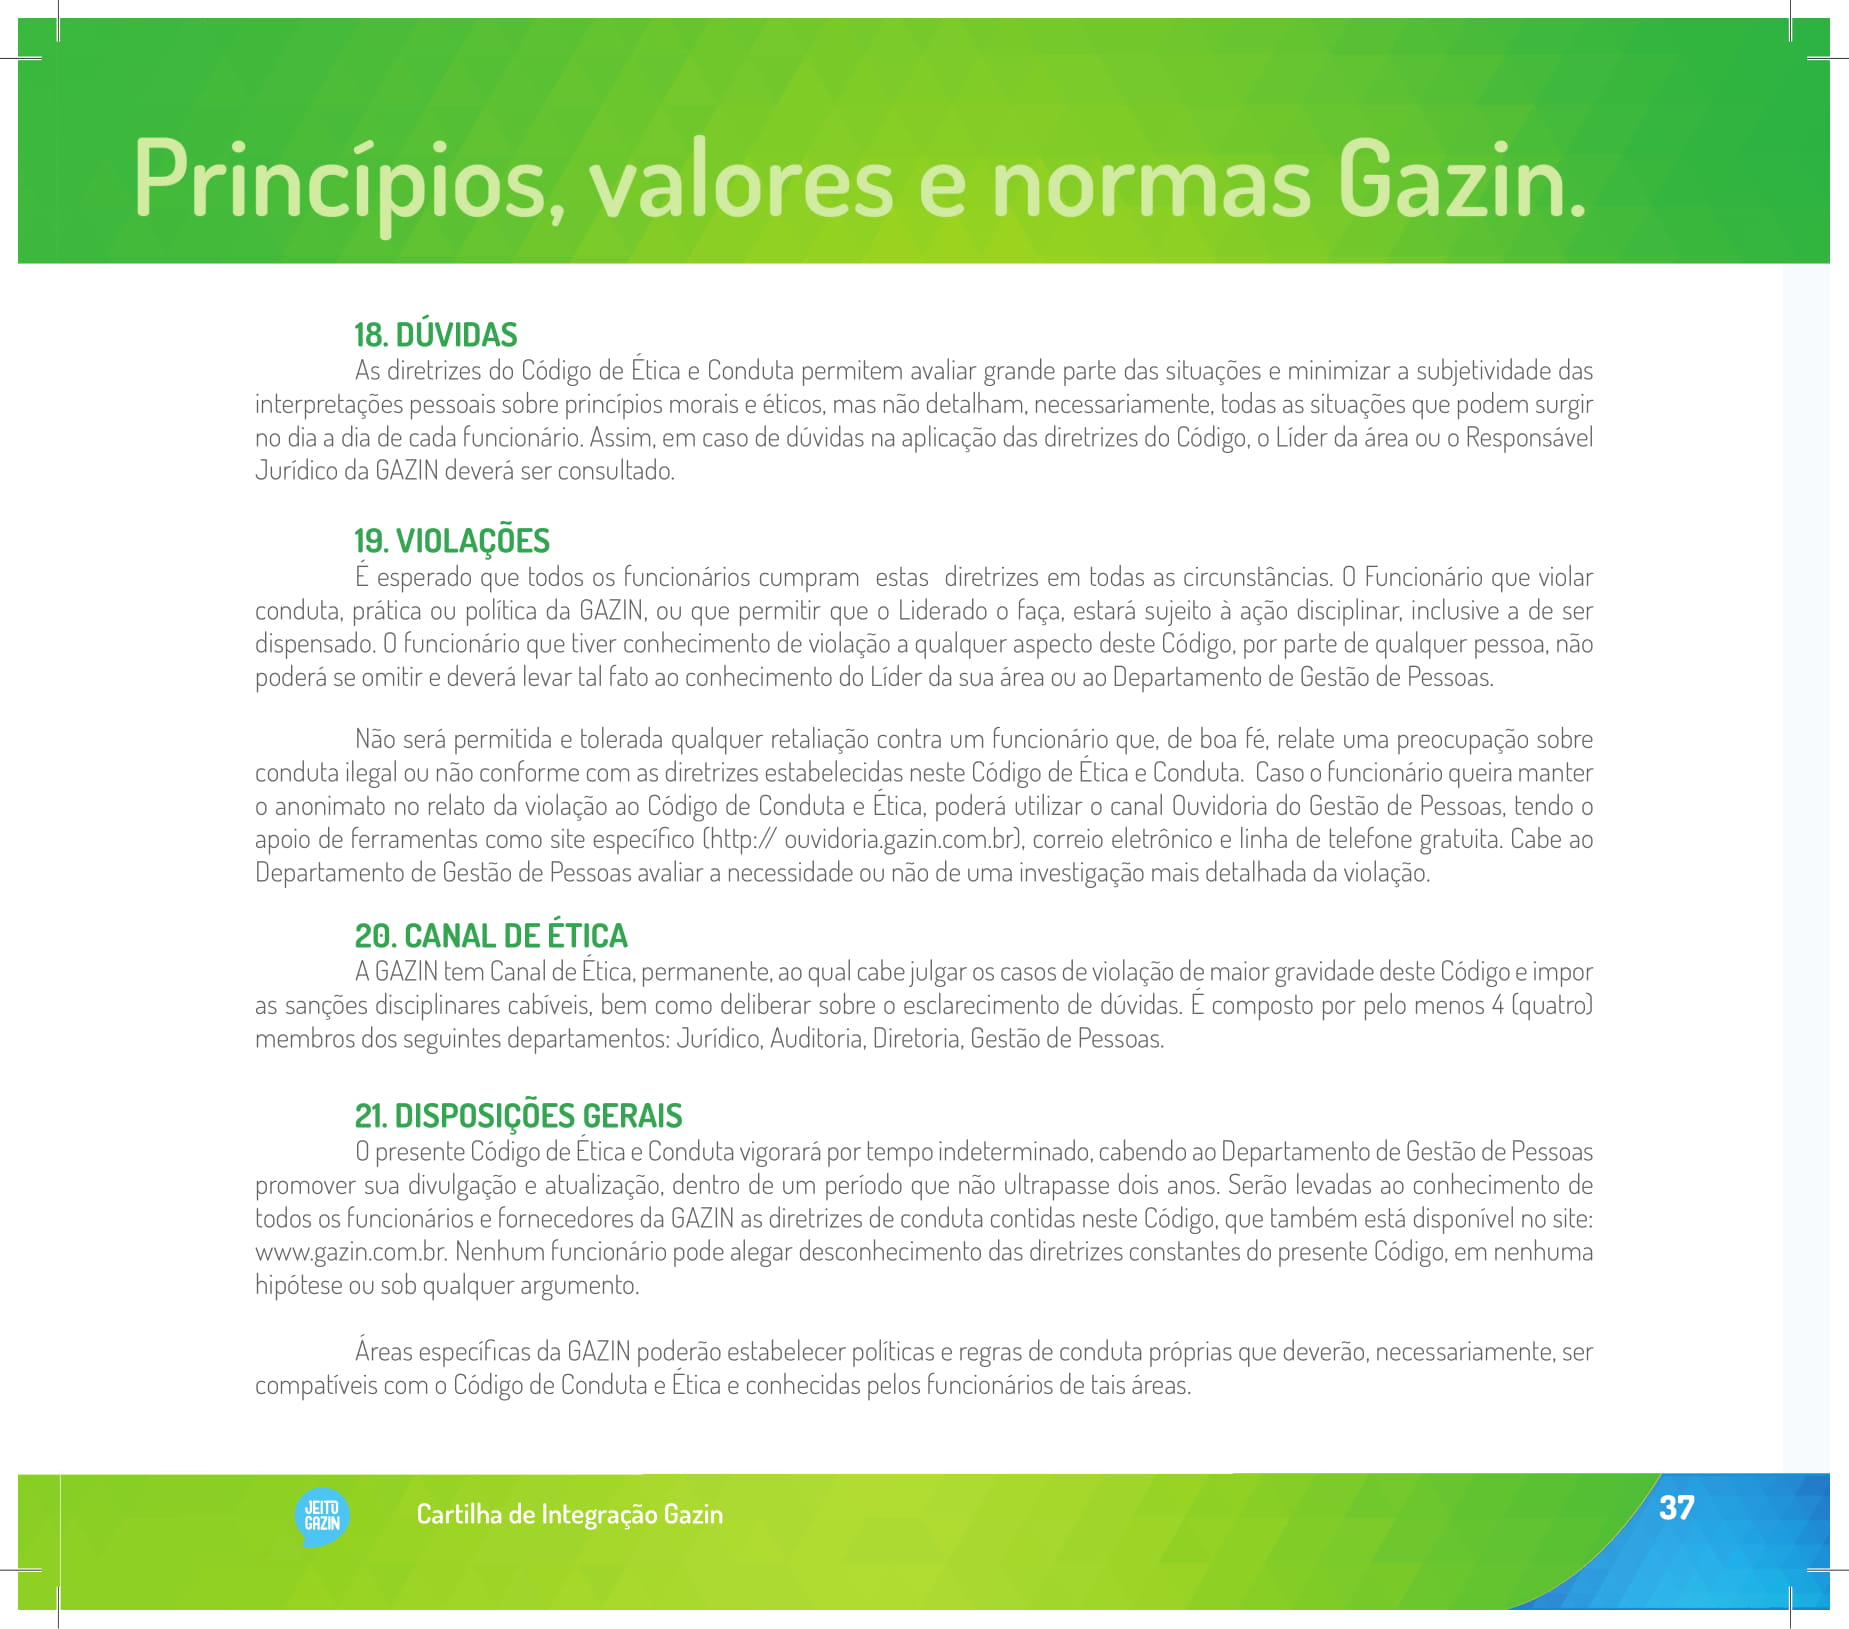 Princípios, valores e normas Gazin.
18. DÚVIDAS
As diretrizes do Código de Ética e Conduta permitem avaliar grande parte das situações e minimizar a subjetividade das
interpretações pessoais sobre princípios morais e éticos, mas não detalham, necessariamente, todas as situações que podem surgir
no dia a dia de cada funcionário. Assim, em caso de dúvidas na aplicação das diretrizes do Código, o Líder da área ou o Responsável
Jurídico da GAZIN deverá ser consultado.
19. VIOLAÇÕES
É esperado que todos os funcionários cumpram estas diretrizes em todas as circunstâncias. O Funcionário que violar
conduta, prática ou política da GAZIN, ou que permitir que o Liderado o faça, estará sujeito à ação disciplinar, inclusive a de ser
dispensado. O funcionário que tiver conhecimento de violação a qualquer aspecto deste Código, por parte de qualquer pessoa, não
poderá se omitir e deverá levar tal fato ao conhecimento do Líder da sua área ou ao Departamento de Gestão de Pessoas.
Não será permitida e tolerada qualquer retaliação contra um funcionário que, de boa fé, relate uma preocupação sobre
conduta ilegal ou não conforme com as diretrizes estabelecidas neste Código de Ética e Conduta. Caso o funcionário queira manter
o anonimato no relato da violação ao Código de Conduta e Ética, poderá utilizar o canal Ouvidoria do Gestão de Pessoas, tendo o
apoio de ferramentas como site específico (http:// ouvidoria.gazin.com.br), correio eletrônico e linha de telefone gratuita. Cabe ao
Departamento de Gestão de Pessoas avaliar a necessidade ou não de uma investigação mais detalhada da violação.
20. CANAL DE ÉTICA
A GAZIN tem Canal de Ética, permanente, ao qual cabe julgar os casos de violação de maior gravidade deste Código e impor
as sanções disciplinares cabíveis, bem como deliberar sobre o esclarecimento de dúvidas. É composto por pelo menos 4 (quatro)
membros dos seguintes departamentos: Jurídico, Auditoria, Diretoria, Gestão de Pessoas.
21. DISPOSIÇÕES GERAIS
O presente Código de Ética e Conduta vigorará por tempo indeterminado, cabendo ao Departamento de Gestão de Pessoas
promover sua divulgação e atualização, dentro de um período que não ultrapasse dois anos. Serão levadas ao conhecimento de
todos os funcionários e fornecedores da GAZIN as diretrizes de conduta contidas neste Código, que também está disponível no site:
www.gazin.com.br. Nenhum funcionário pode alegar desconhecimento das diretrizes constantes do presente Código, em nenhuma
hipótese ou sob qualquer argumento.
Áreas específicas da GAZIN poderão estabelecer políticas e regras de conduta próprias que deverão, necessariamente, ser
compatíveis com o Código de Conduta e Ética e conhecidas pelos funcionários de tais áreas.
JEITO
GAZIN
Cartilha de Integração Gazin
37